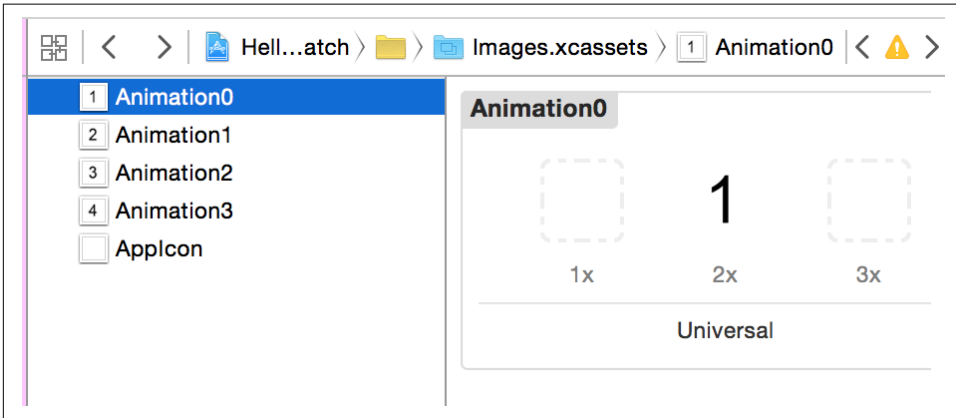 Hell...atch Images.xcassets 1 Animation0
1 Animation0
2 Animation1
3 Animation2
4 Animation3
AppIcon
Animation0
1
1x 2x 3x
Universal